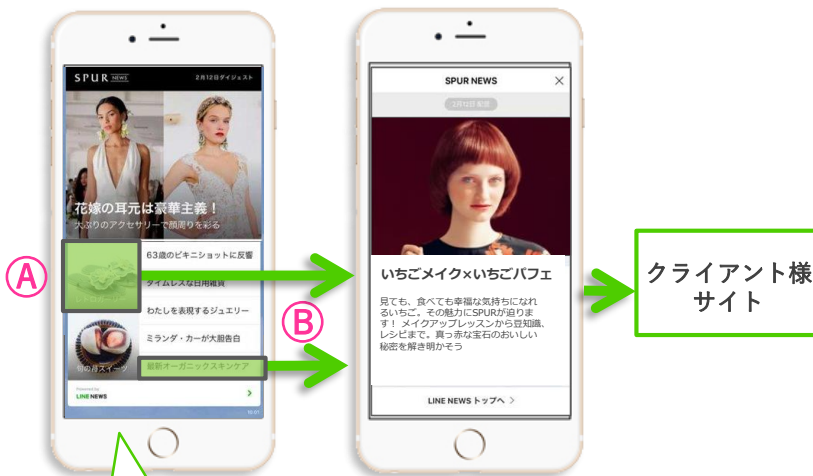 SPUR NEWS
2月12日ダイジェスト
花嫁の耳元は豪華主義！
大ぶりのアクセサリーで顔周りを彩る
63歳のビキニショットに反響
タイムレスな日用雑貨
わたしを表現するジュエリー
ミランダ・カーが大胆告白
旬の苺スイーツ
最新オーガニックスキンケア
Powered by
LINE NEWS
A
B
SPUR NEWS
2月12日 配信
いちごメイク×いちごパフェ
見ても、食べても幸福な気持ちになれ
るいちご。その魅力にSPURが迫りま
す！ メイクアップレッスンから豆知識、
レシピまで。真っ赤な宝石のおいしい
秘密を解き明かそう
LINE NEWS トップへ
クライアント様
サイト